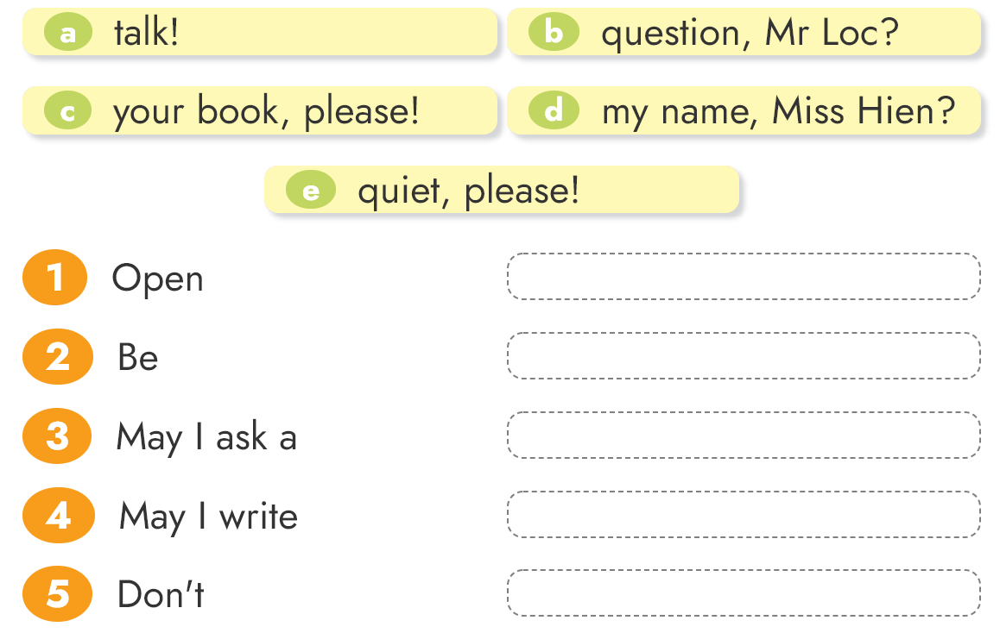 a talk! b question, Mr Loc?
c your book, please! d my name, Miss Hien?
e quiet, please!
1 Open
2 Be
3 May I ask a
4 May I write
5 Don't